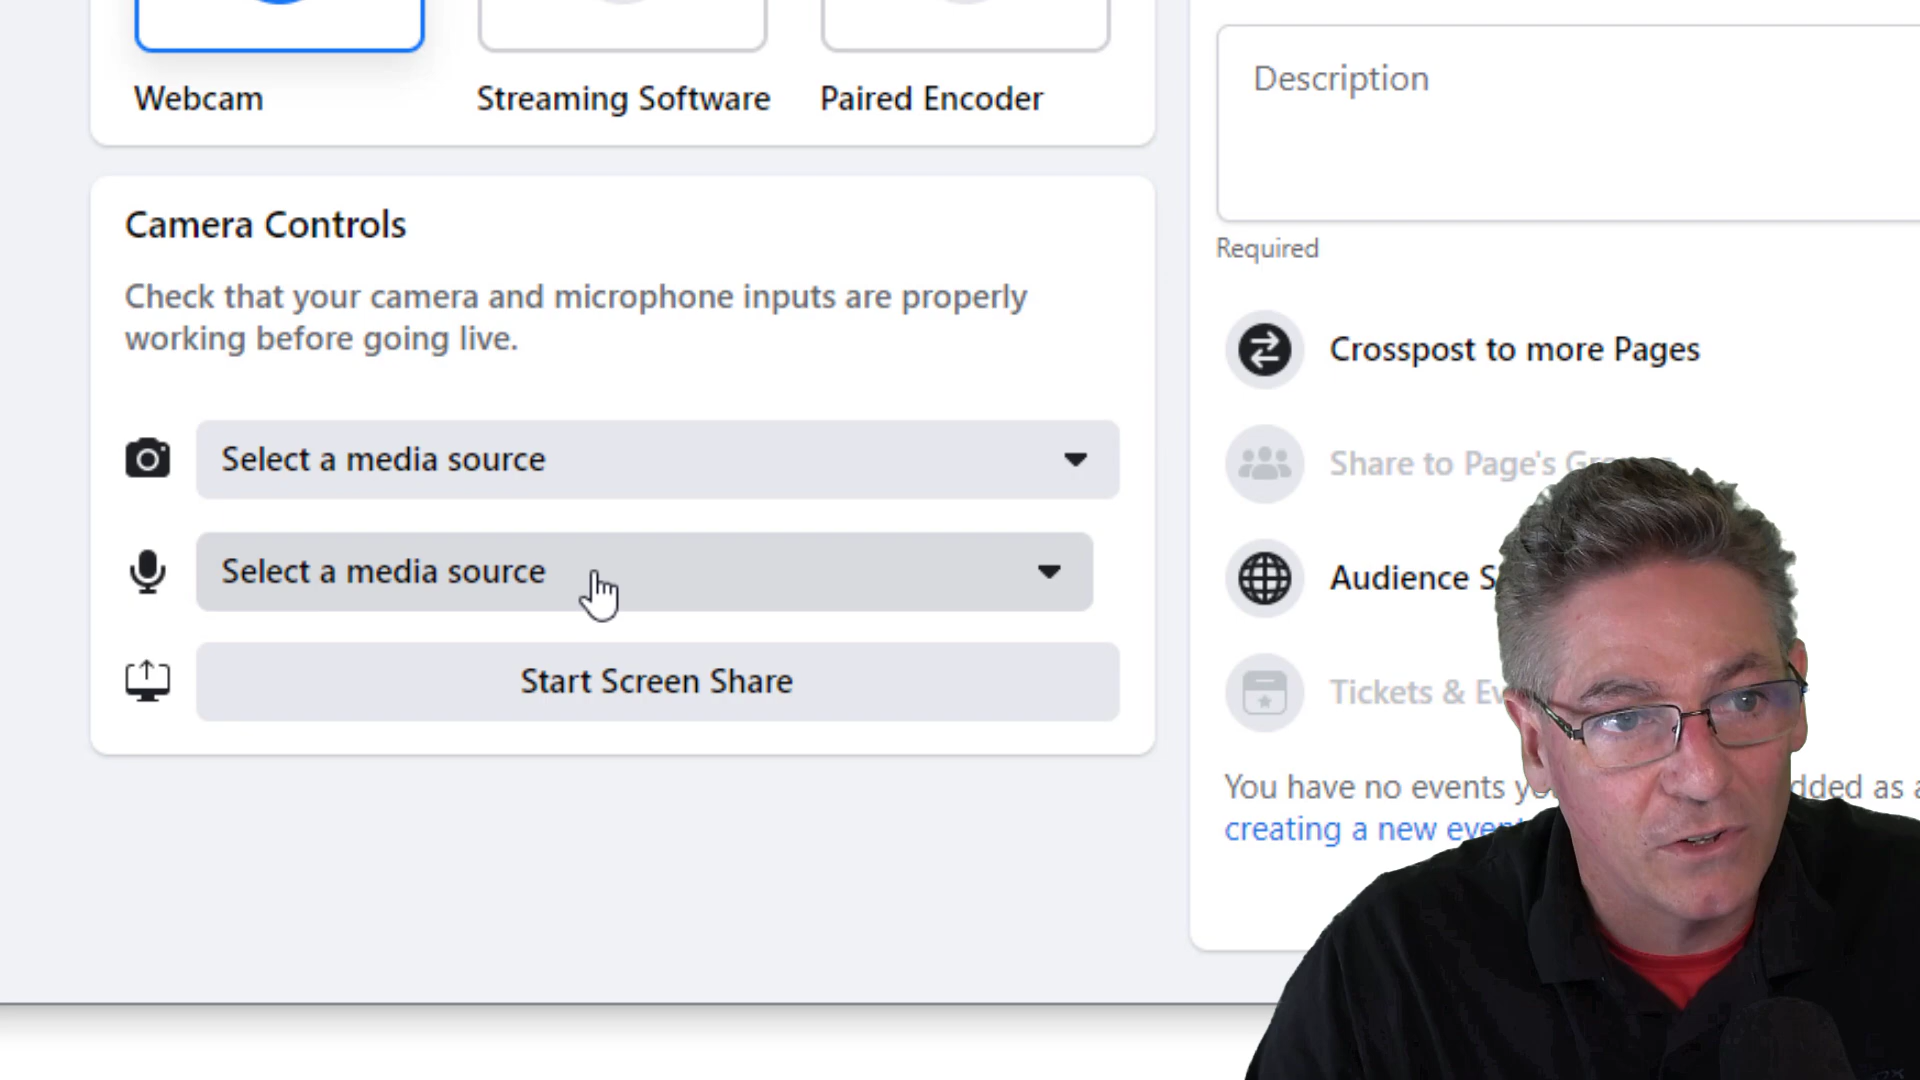 Webcam
Streaming Software
Paired Encoder
Camera Controls
Check that your camera and microphone inputs are properly
working before going live.
Select a media source
Select a media source
Start Screen Share
Description
Required
Crosspost to more Pages
Share to Page's
Audience
Tickets &
You have no events
dded as
creating a new